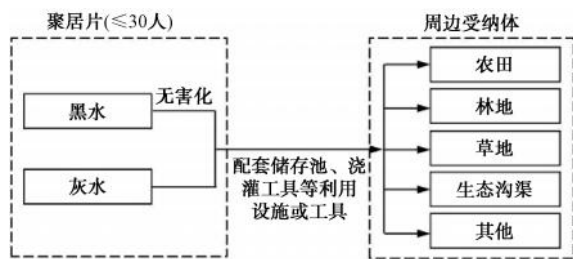 聚居片(≤30人)
黑水
无害化
灰水
配套储存池、浇
灌工具等利用
设施或工具
周边受纳体
农田
林地
草地
生态沟渠
其他